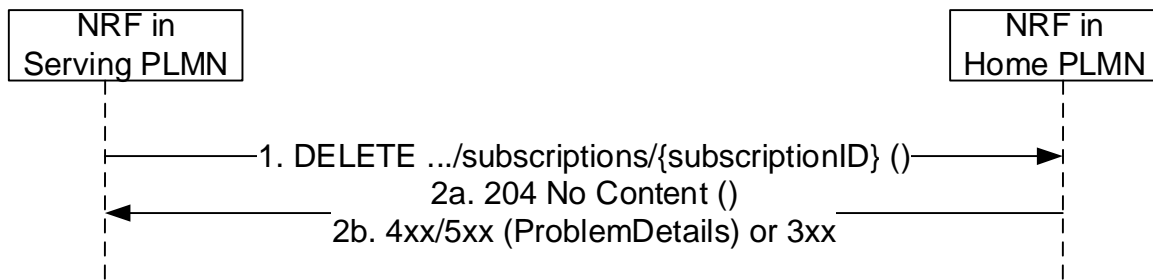 NRF in
Serving PLMN
NRF in
Home PLMN
1. DELETE .../subscriptions/{subscriptionID} ()
2a. 204 No Content ()
2b. 4xx/5xx (ProblemDetails) or 3xx